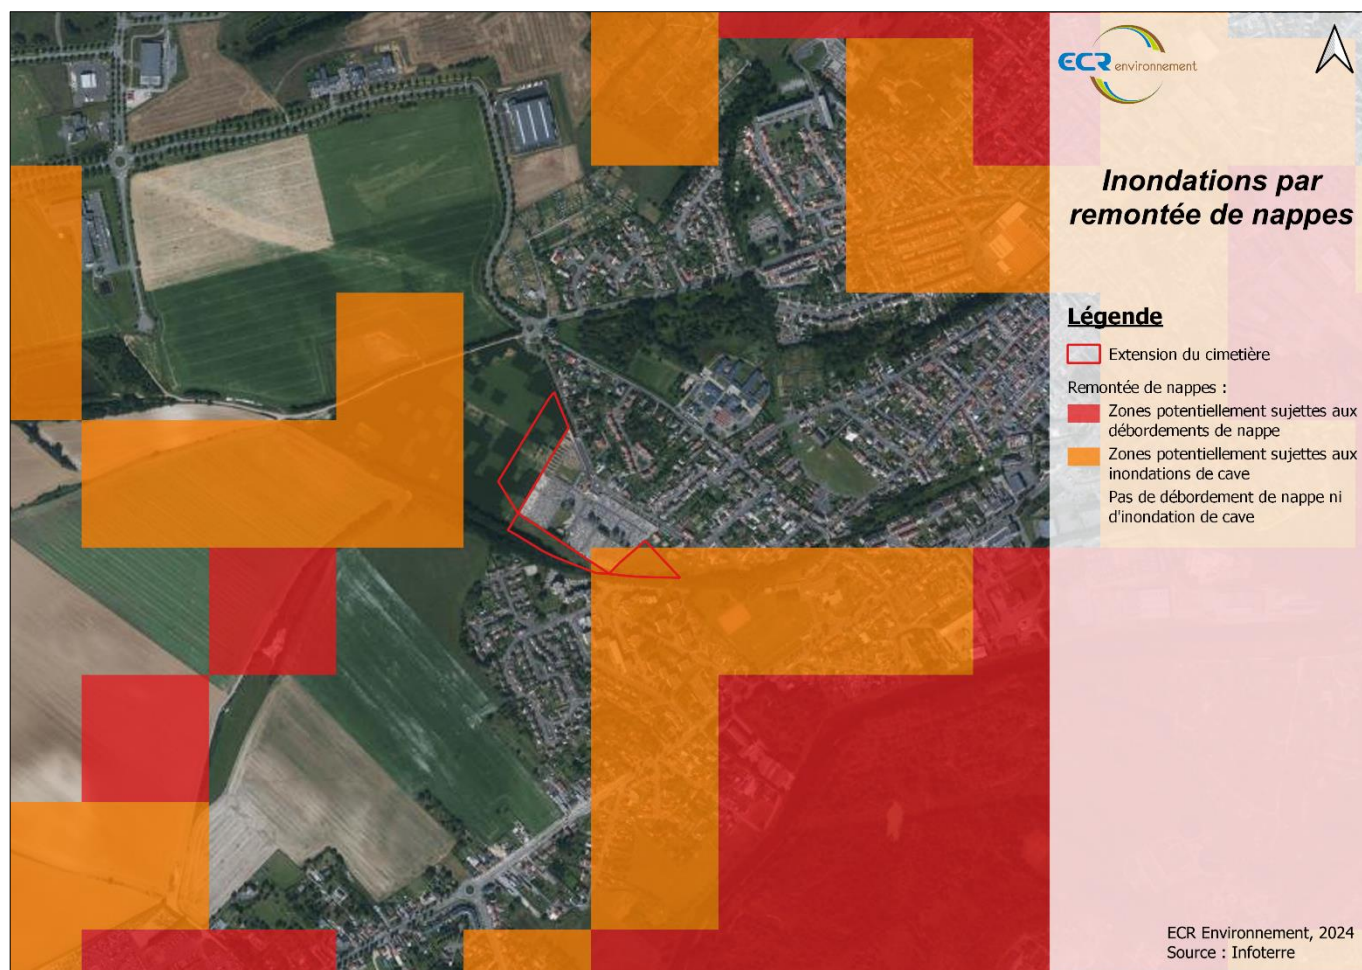 ECR environnement
Inondations par
remontée de nappes
Légende
Extension du cimetière
Remontée de nappes :
Zones potentiellement sujettes aux
débordements de nappe
Zones potentiellement sujettes aux
inondations de cave
Pas de débordement de nappe ni
d'inondation de cave
ECR Environnement, 2024
Source : Infoterre